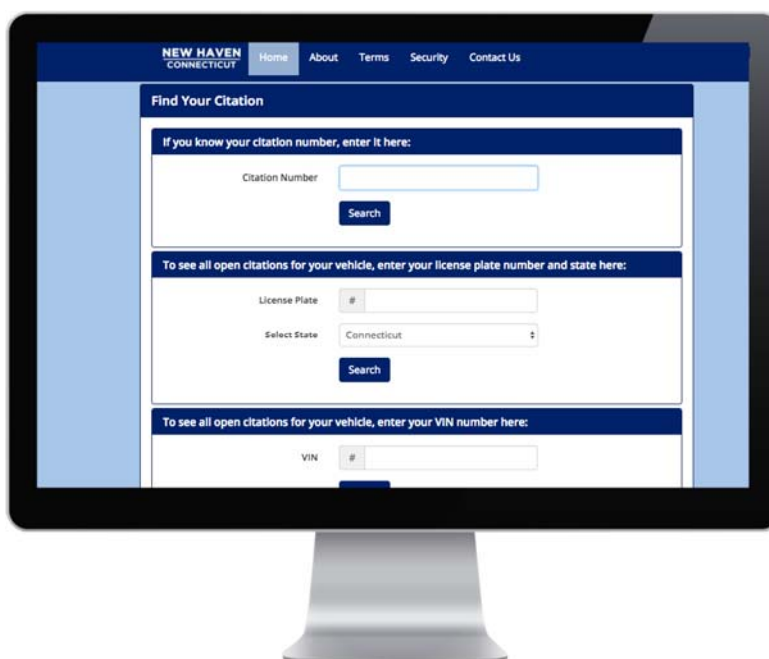 NEW HAVEN
CONNECTICUT
Home About Terms Security Contact Us
Find Your Citation
If you know your citation number, enter it here:
Citation Number
Search
To see all open citations for your vehicle, enter your license plate number and state here:
License Plate #
Select State Connecticut
Search
To see all open citations for your vehicle, enter your VIN number here:
VIN #